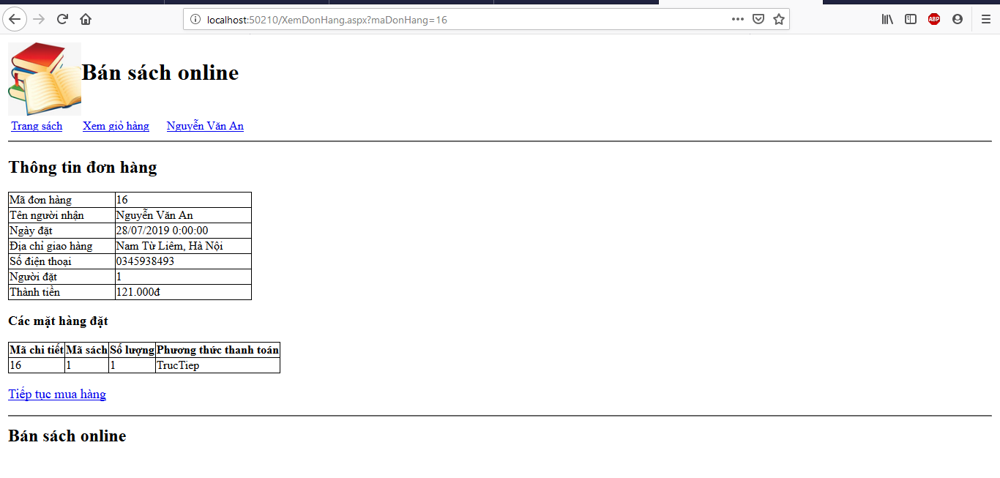 localhost:50210/XemDonHang.aspx?maDonHang=16
ABP
Bán sách online
Trang sách Xem giỏ hàng Nguyễn Văn An
Thông tin đơn hàng
Mã đơn hàng 16
Tên người nhận Nguyễn Văn An
Ngày đặt 28/07/2019 0:00:00
Địa chỉ giao hàng Nam Từ Liêm, Hà Nội
Số điện thoại 0345938493
Người đặt 1
Thành tiền 121.000đ
Các mặt hàng đặt
Mã chi tiết Mã sách Số lượng Phương thức thanh toán
16 1 1 TrucTiep
Tiếp tục mua hàng
Bán sách online